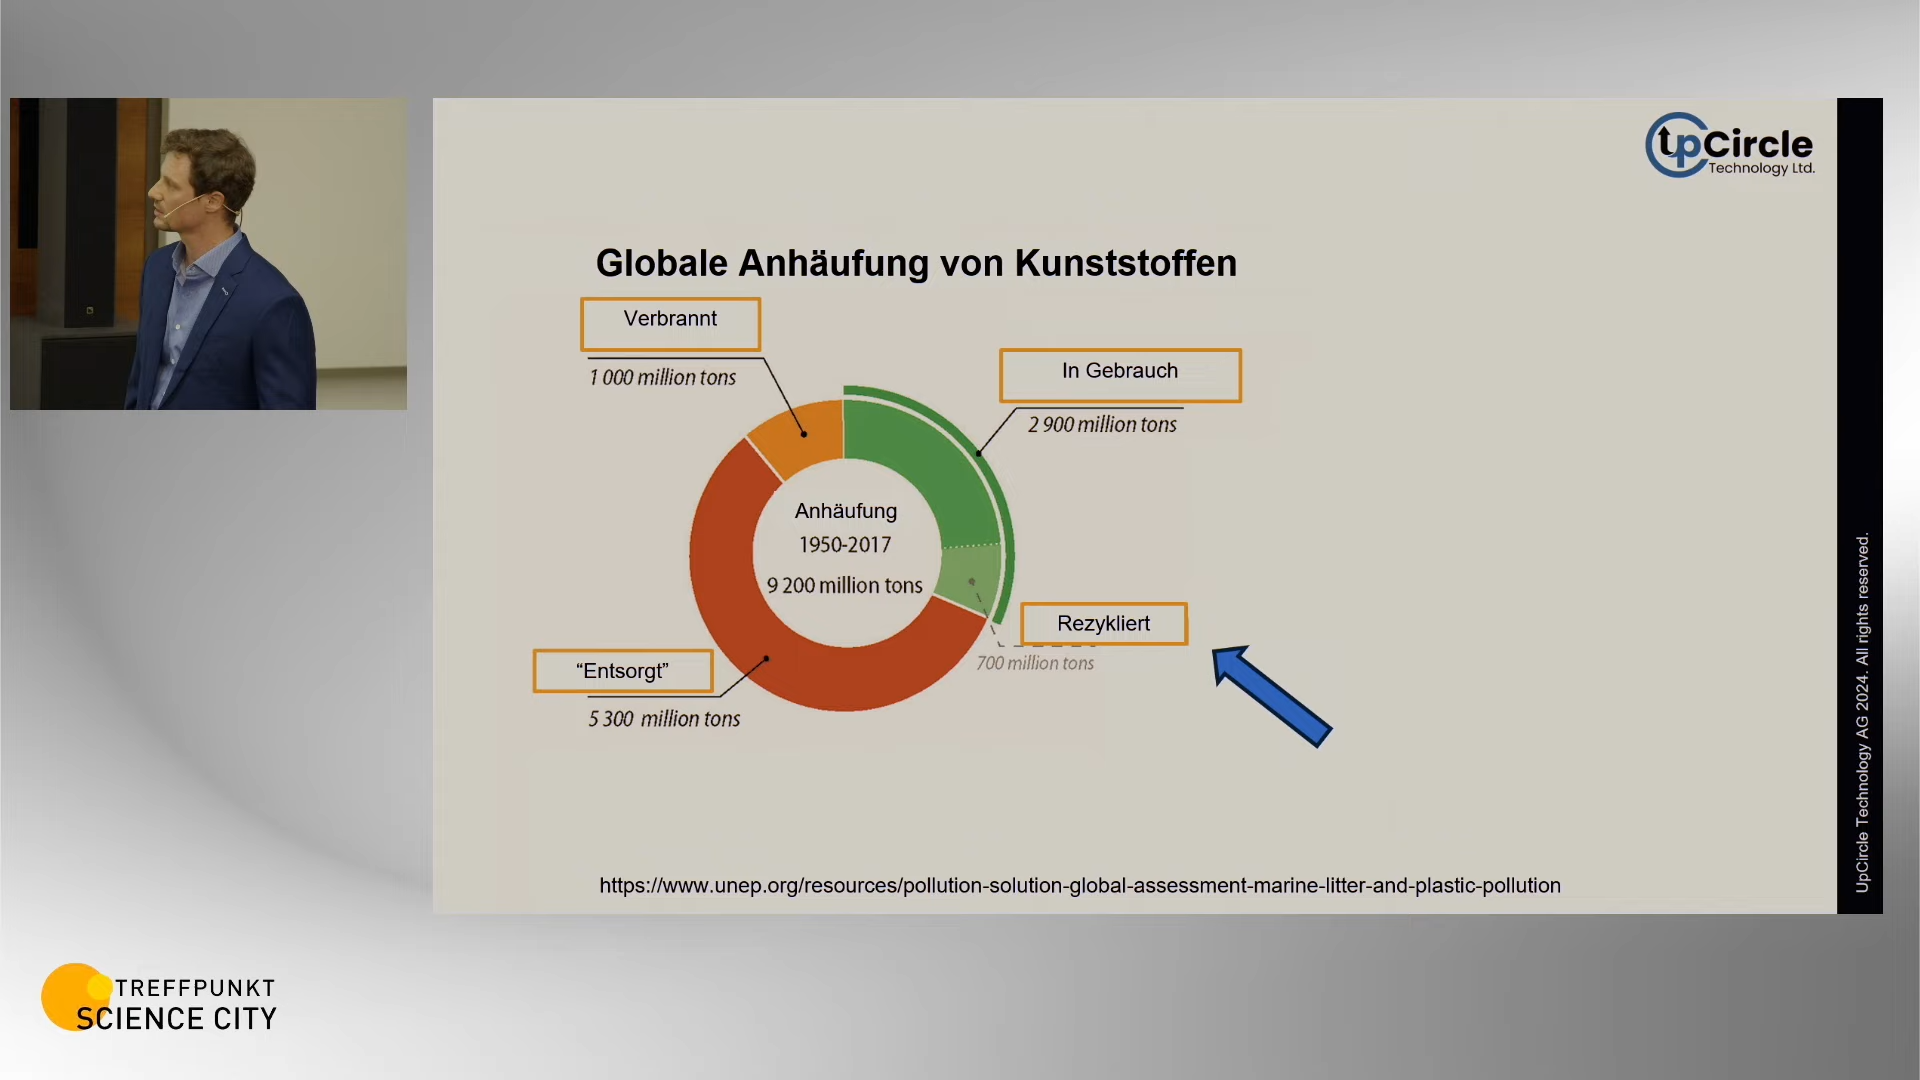 UpCircle
Technology Ltd.
Globale Anhäufung von Kunststoffen
Verbrannt
1 000 million tons
In Gebrauch
2 900 million tons
Anhäufung
1950-2017
9 200 million tons
Rezykliert
700 million tons
“Entsorgt”
5 300 million tons
https://www.unep.org/resources/pollution-solution-global-assessment-marine-litter-and-plastic-pollution
UpCircle Technology AG 2024. All rights reserved.
TREFFPUNKT
SCIENCE CITY